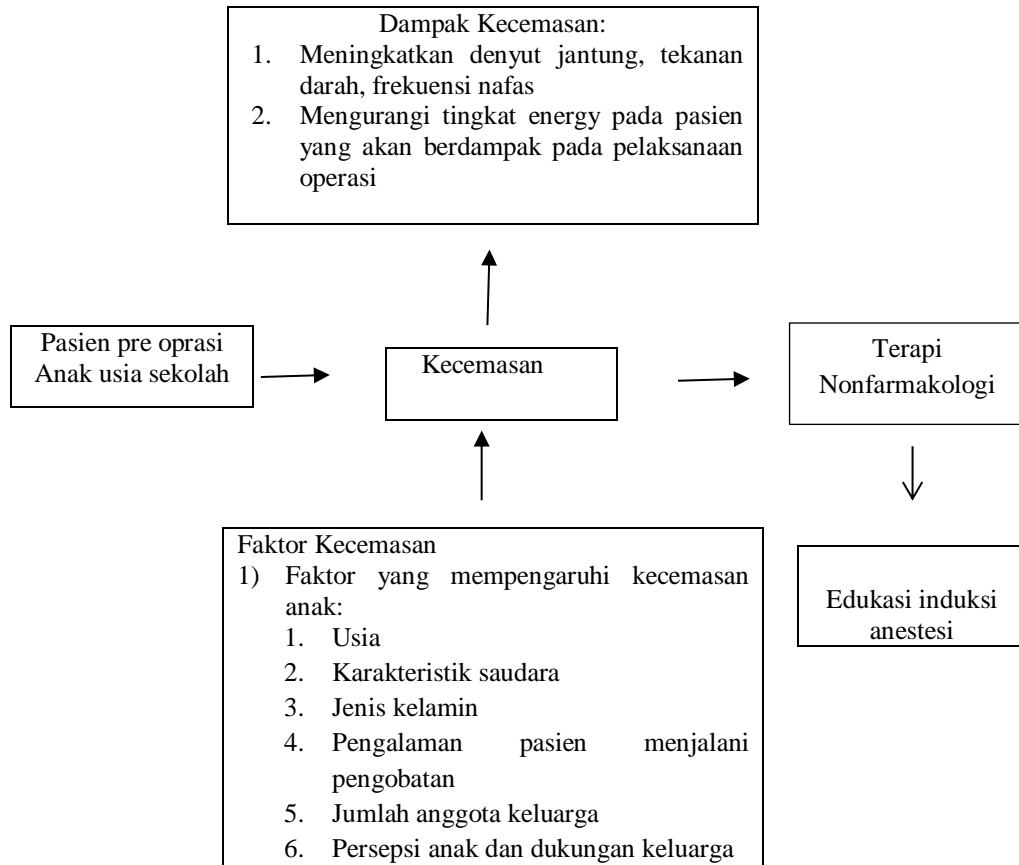 Dampak Kecemasan:
1. Meningkatkan denyut jantung, tekanan
darah, frekuensi nafas
2. Mengurangi tingkat energy pada pasien
yang akan berdampak pada pelaksanaan
operasi
Pasien pre oprasi
Anak usia sekolah
Kecemasan
Terapi
Nonfarmakologi
Faktor Kecemasan
1) Faktor yang mempengaruhi kecemasan
anak:
1. Usia
2. Karakteristik saudara
3. Jenis kelamin
4. Pengalaman pasien menjalani
pengobatan
5. Jumlah anggota keluarga
6. Persepsi anak dan dukungan keluarga
Edukasi induksi
anestesi